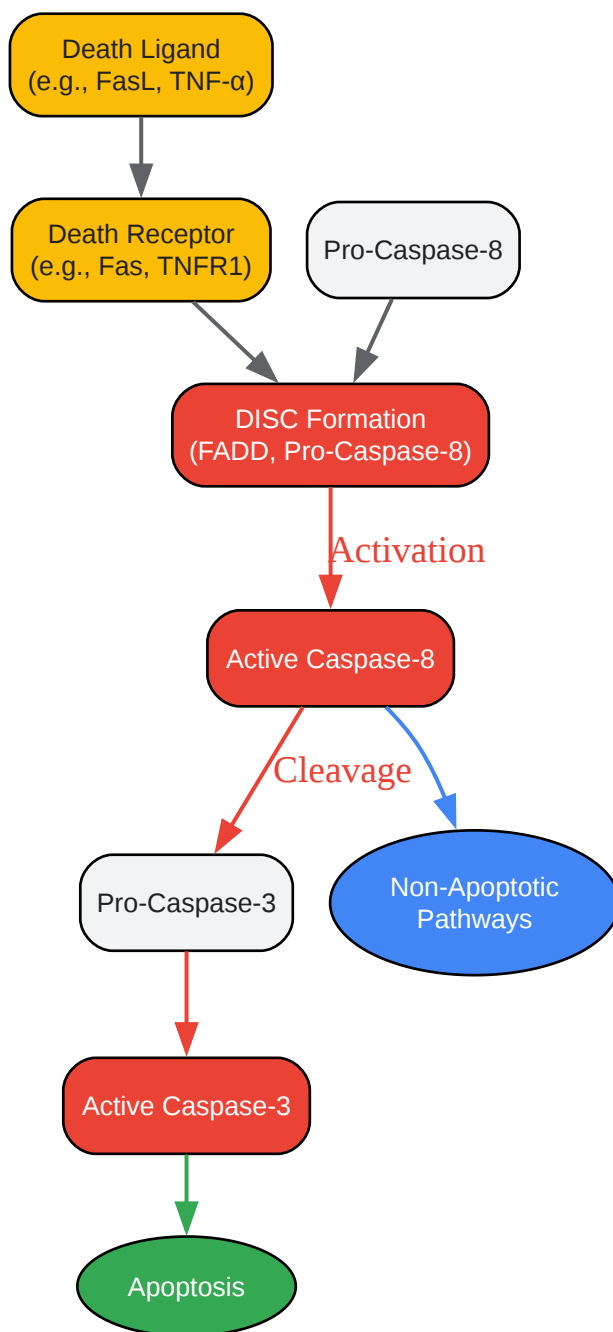 Death Ligand
(e.g., FasL, TNF-α)
Death Receptor
(e.g., Fas, TNFR1)
Pro-Caspase-8
DISC Formation
(FADD, Pro-Caspase-8)
Activation
Active Caspase-8
Cleavage
Pro-Caspase-3
Non-Apoptotic
Pathways
Active Caspase-3
Apoptosis